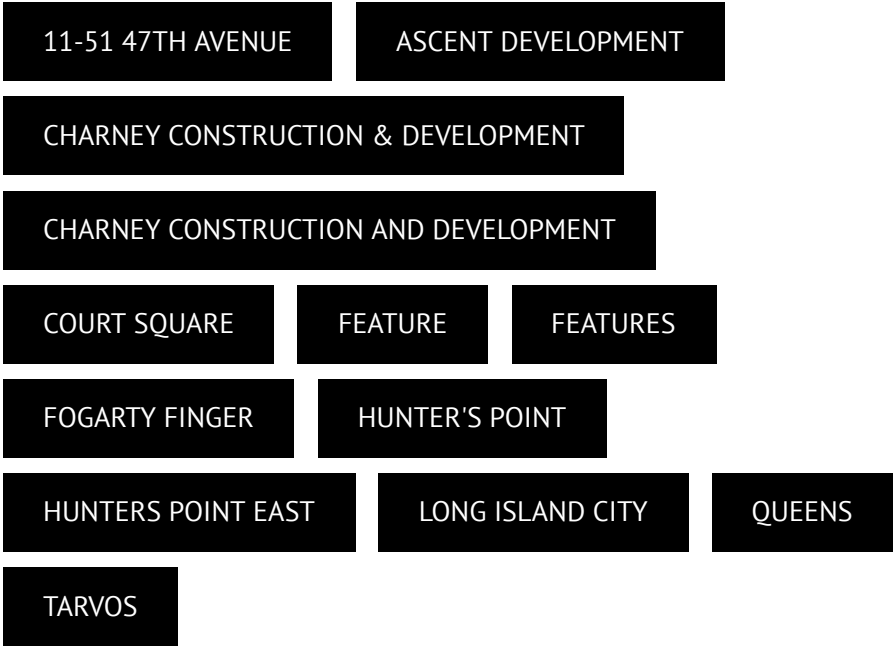 11-51 47TH AVENUE ASCENT DEVELOPMENT
CHARNEY CONSTRUCTION & DEVELOPMENT
CHARNEY CONSTRUCTION AND DEVELOPMENT
COURT SQUARE FEATURE FEATURES
FOGARTY FINGER HUNTER'S POINT
HUNTERS POINT EAST LONG ISLAND CITY QUEENS
TARVOS